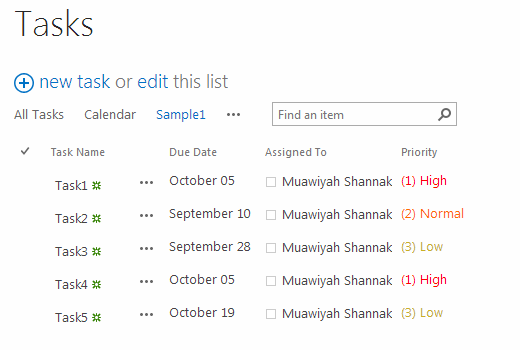 Tasks
new task or edit this list
All Tasks Calendar Sample1 ••• Find an item
✓ Task Name Due Date Assigned To Priority
Task1 ••• October 05 Muawiyah Shannak (1) High
Task2 ••• September 10 Muawiyah Shannak (2) Normal
Task3 ••• September 28 Muawiyah Shannak (3) Low
Task4 ••• October 05 Muawiyah Shannak (1) High
Task5 ••• October 19 Muawiyah Shannak (3) Low